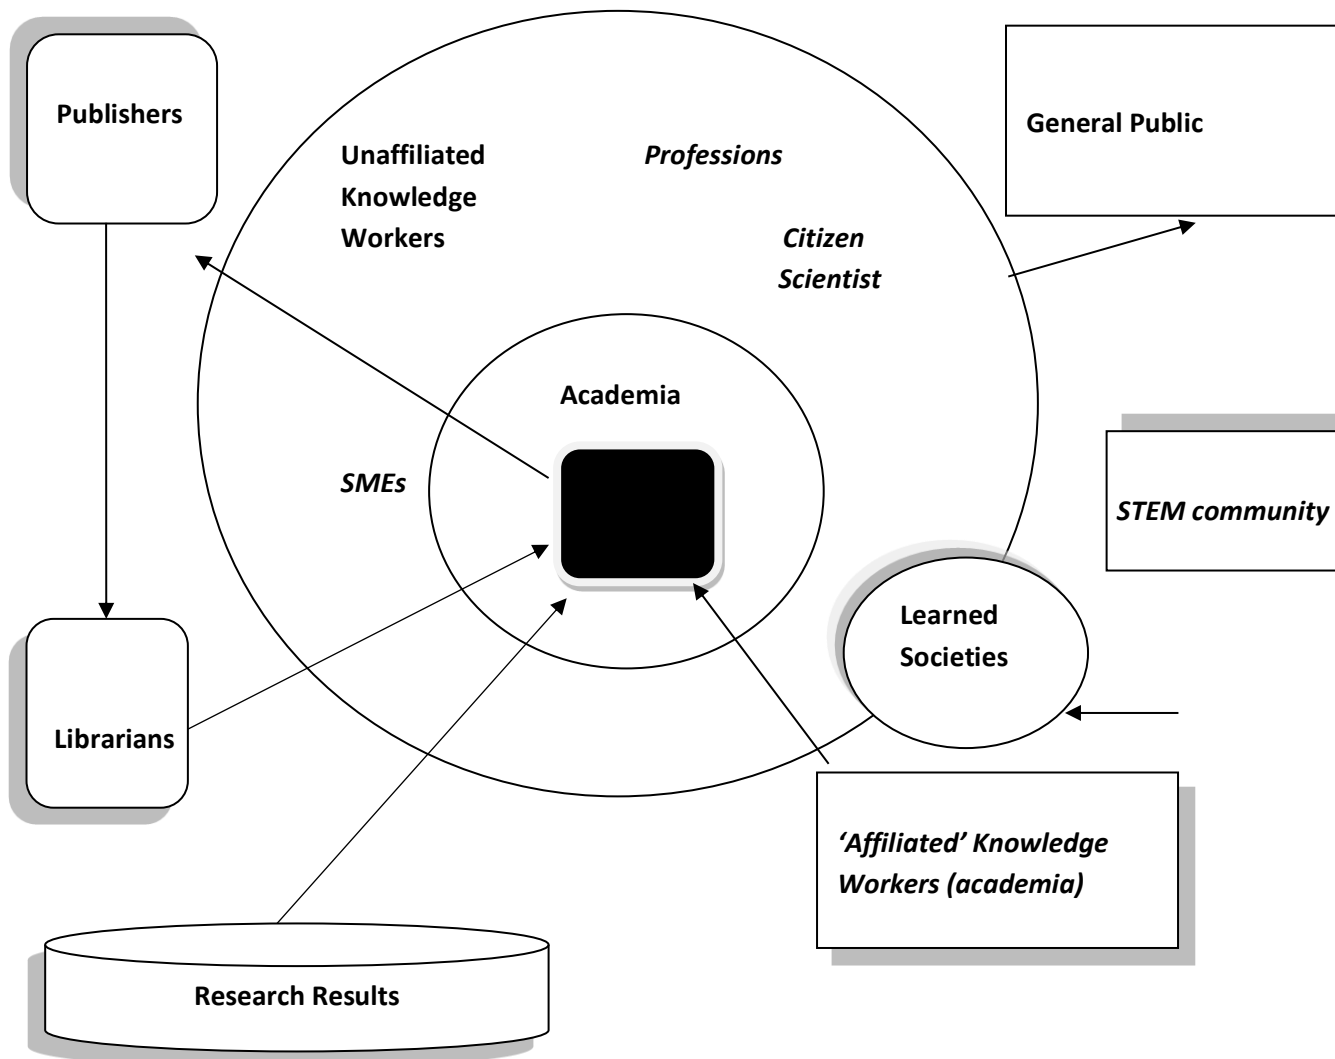 Publishers
General Public
Unaffiliated
Knowledge
Workers
Professions
Citizen
Scientist
Academia
SMEs
STEM community
Learned
Societies
Librarians
‘Affiliated’ Knowledge
Workers (academia)
Research Results